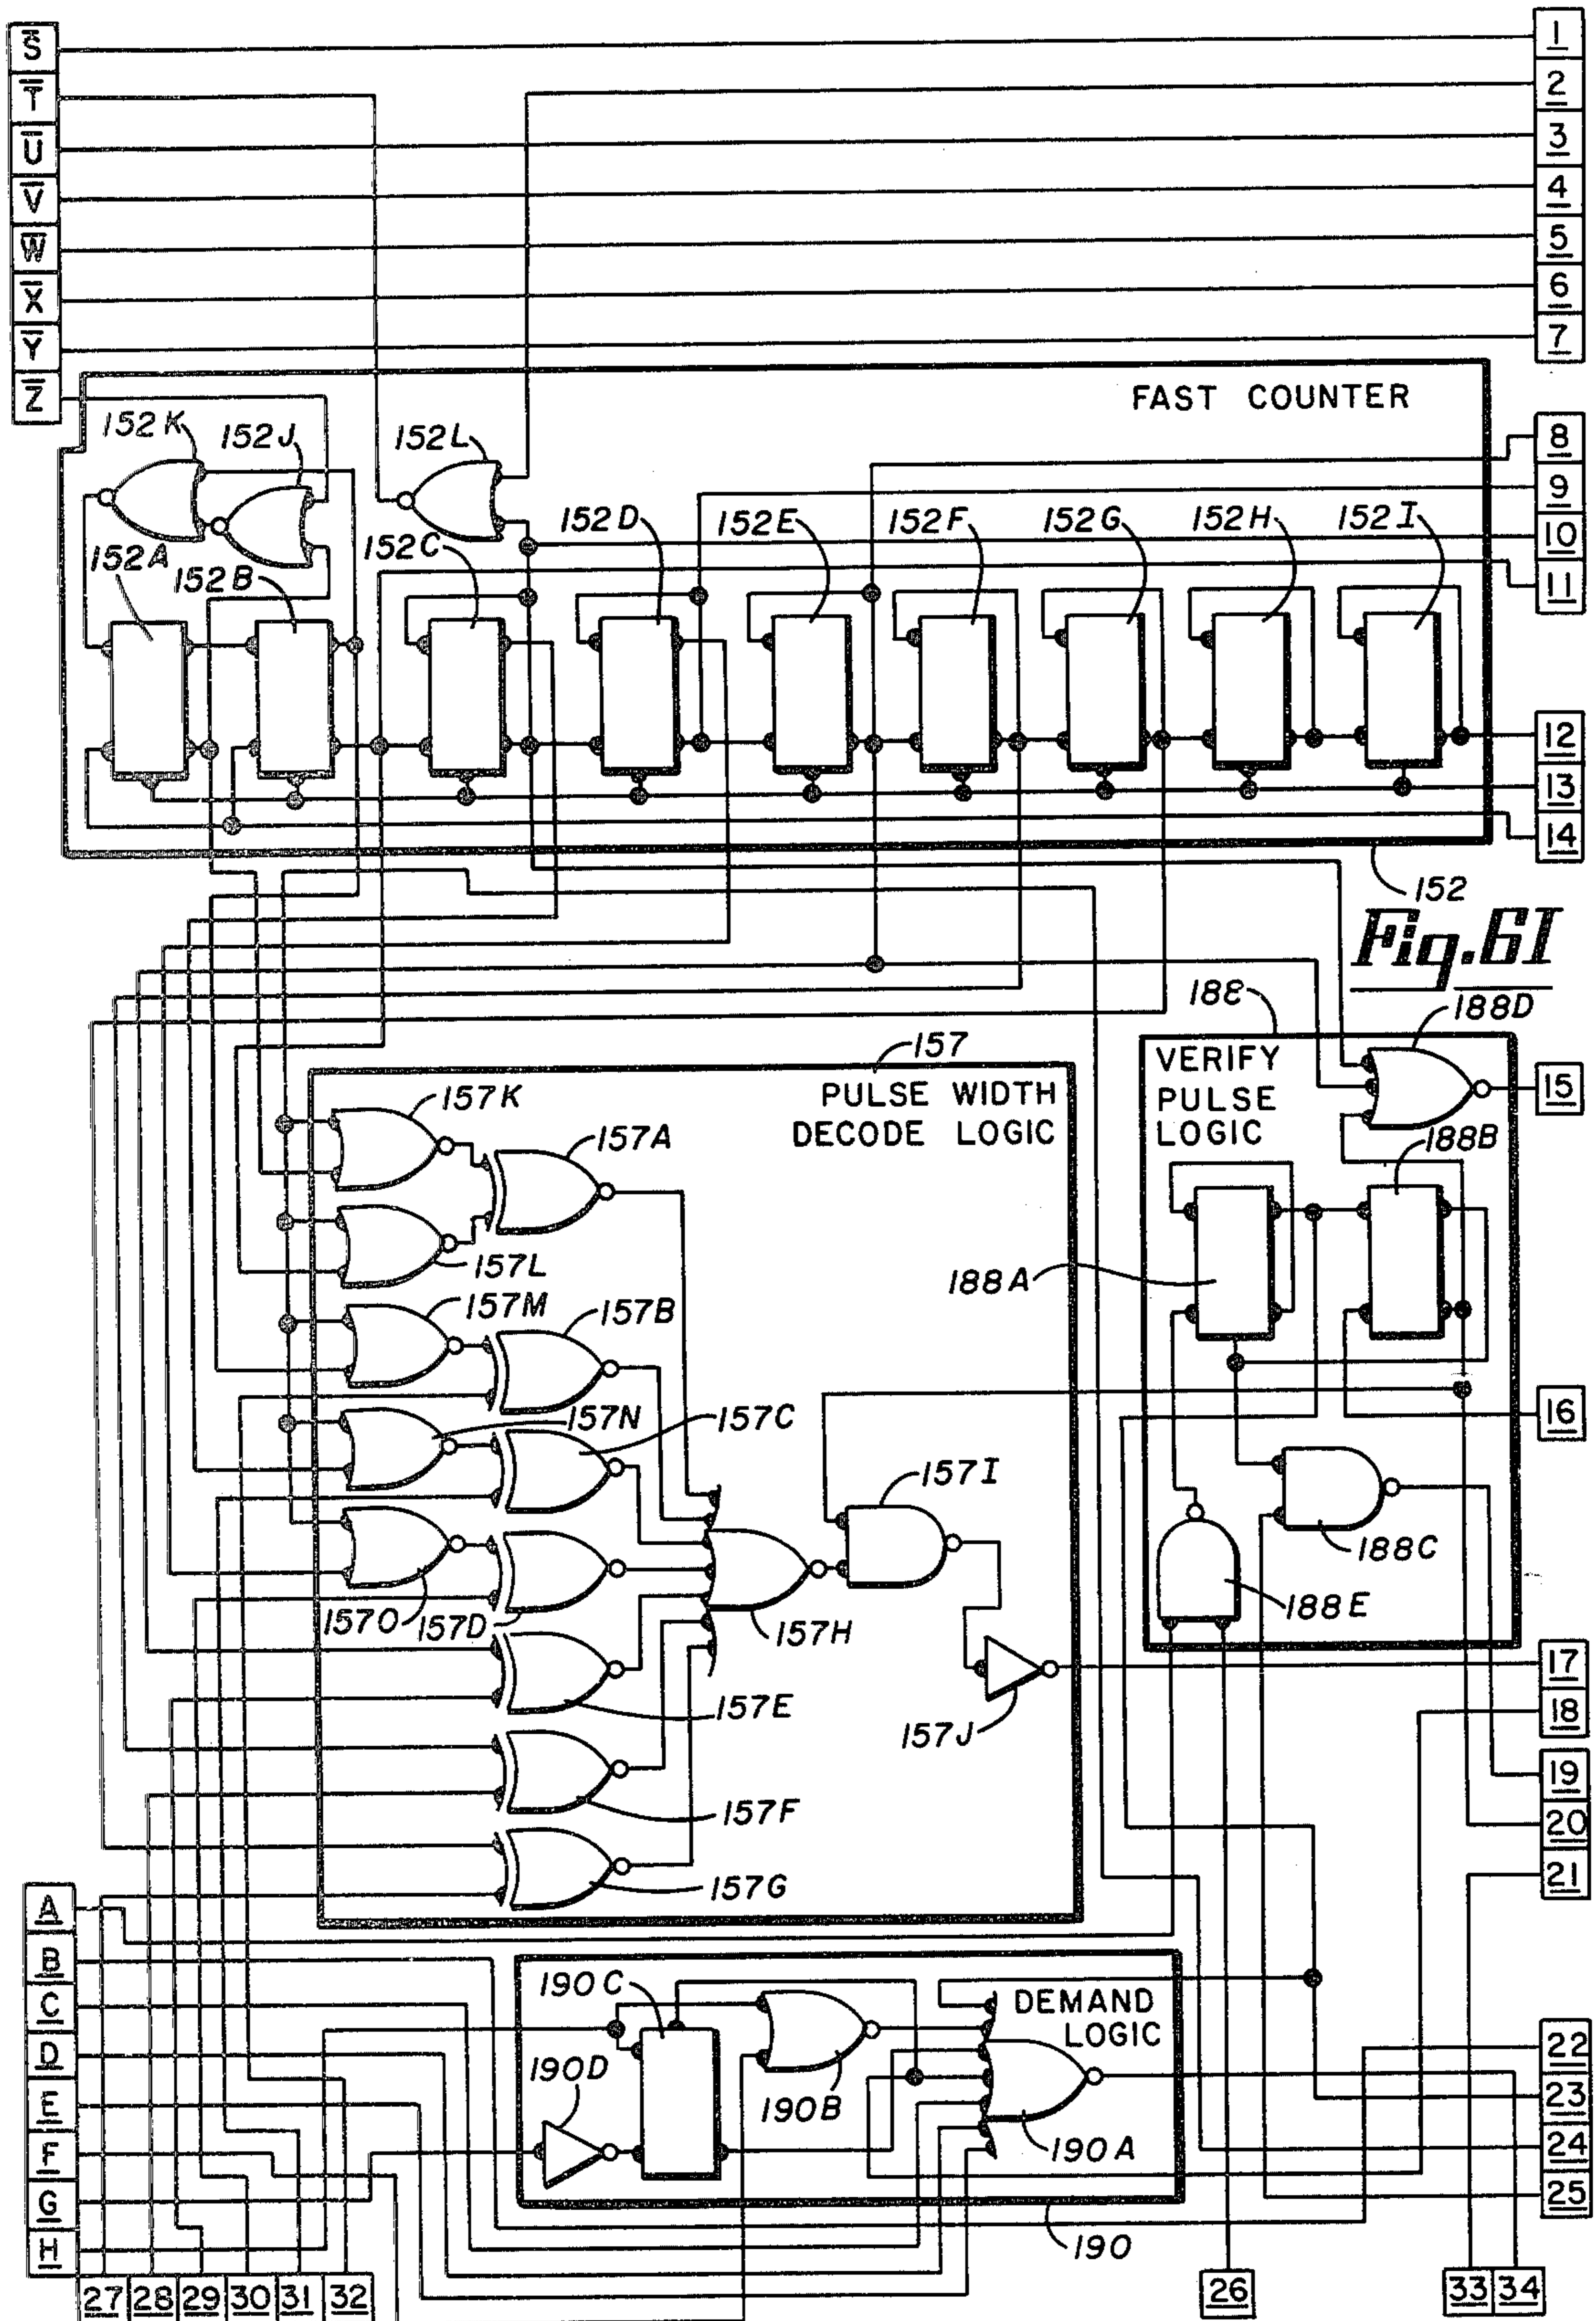 S̅ 1
T̅ 2
U̅ 3
V̅ 4
W̅ 5
X̅ 6
Y̅ 7
Z̅
FAST COUNTER
152K 152J 152L 8
9
152A 152B 152C 152D 152E 152F 152G 152H 152I 10
11
12
13
14
152
Fig. 6I
188 188D
157
VERIFY
PULSE
LOGIC
PULSE WIDTH
DECODE LOGIC
15
157K
157A
188B
157L
188A
157M 157B
157N 157C 16
157I
188C
157O 157D 157H 188E
157E 157J 17
18
157F 19
20
157G 21
A
B
C 190C DEMAND
LOGIC
D 190D 190B 22
E 190A 23
F 24
G 25
H 190
27 28 29 30 31 32 26 33 34